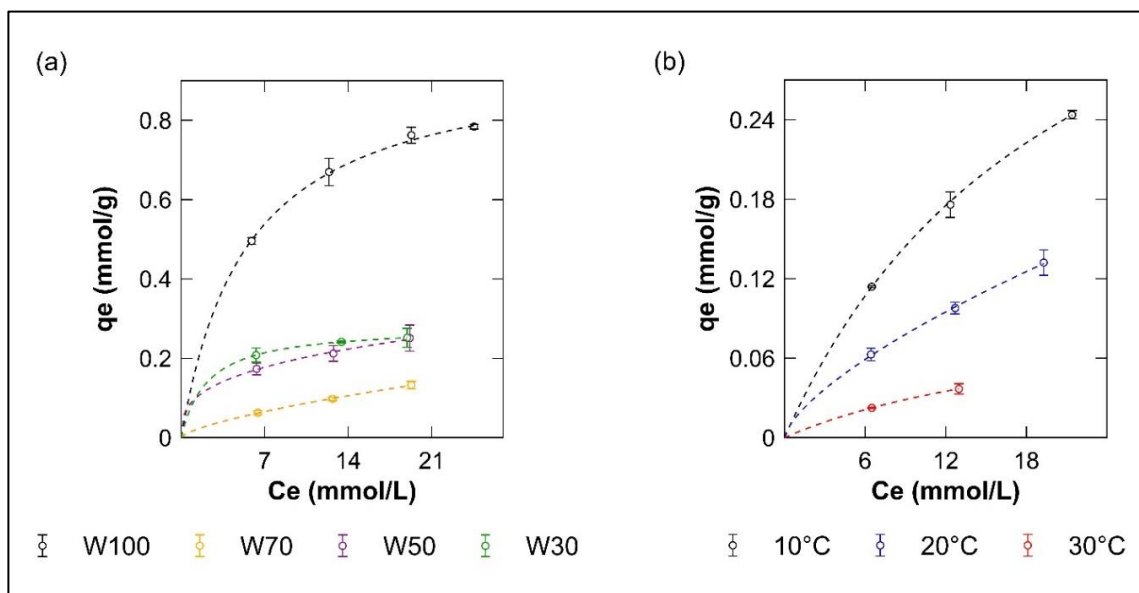 (a)
qe (mmol/g)
0.8
0.6
0.4
0.2
0
7 14 21
Ce (mmol/L)
W100 W70 W50 W30
(b)
qe (mmol/g)
0.24
0.18
0.12
0.06
0
6 12 18
Ce (mmol/L)
10°C 20°C 30°C